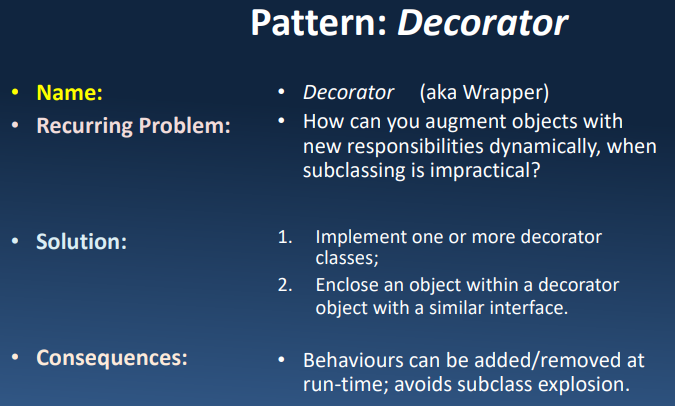 Pattern: Decorator
• Name:
• Decorator (aka Wrapper)
• Recurring Problem:
• How can you augment objects with
new responsibilities dynamically, when
subclassing is impractical?
• Solution:
1. Implement one or more decorator
classes;
2. Enclose an object within a decorator
object with a similar interface.
• Consequences:
• Behaviours can be added/removed at
run-time; avoids subclass explosion.